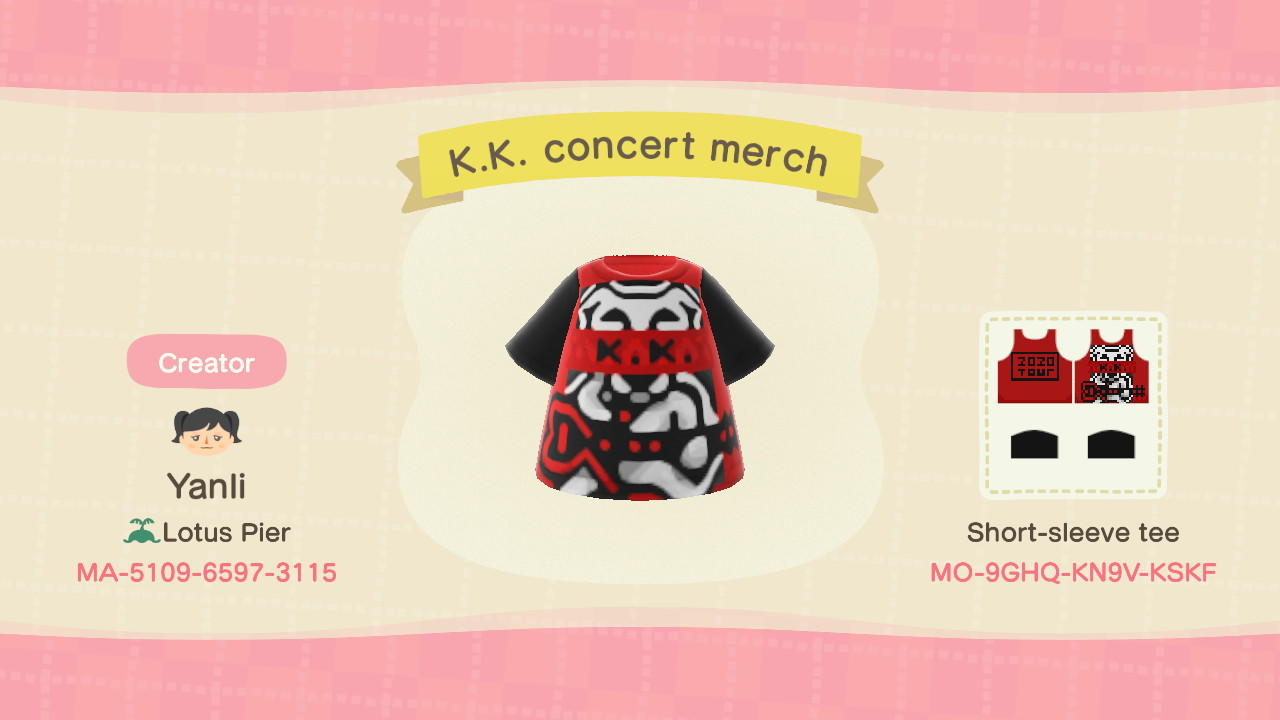 K.K. concert merch
K.K.
Creator
Yanli
Lotus Pier
MA-5109-6597-3115
2020
TOUR
K.K
Short-sleeve tee
MO-9GHQ-KN9V-KSKF